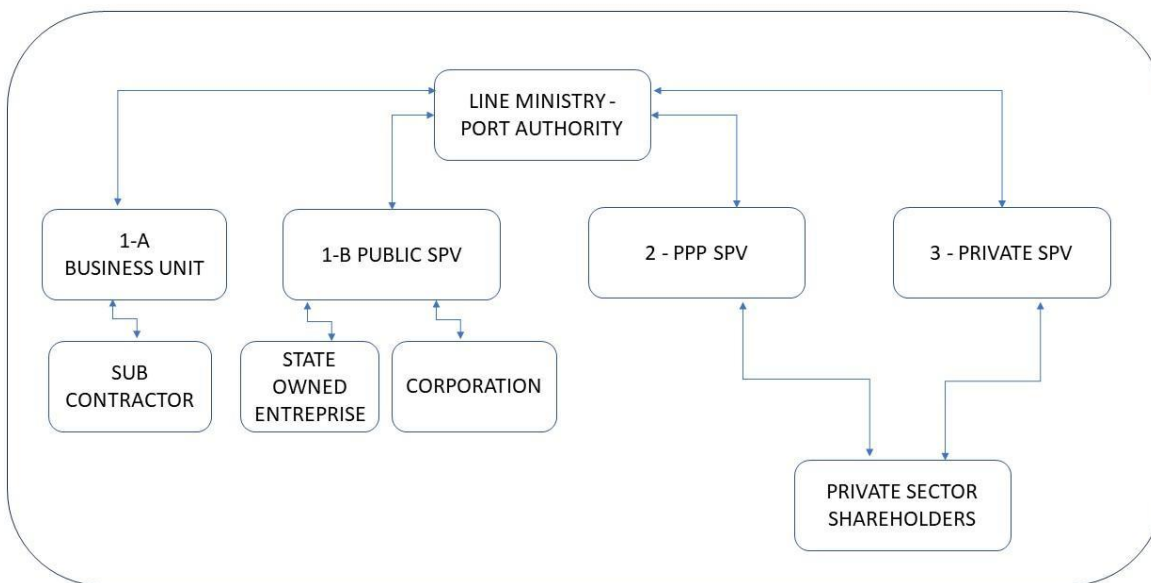 LINE MINISTRY -
PORT AUTHORITY
1-A
BUSINESS UNIT
1-B PUBLIC SPV
2 - PPP SPV
3 - PRIVATE SPV
SUB
CONTRACTOR
STATE
OWNED
ENTREPRISE
CORPORATION
PRIVATE SECTOR
SHAREHOLDERS